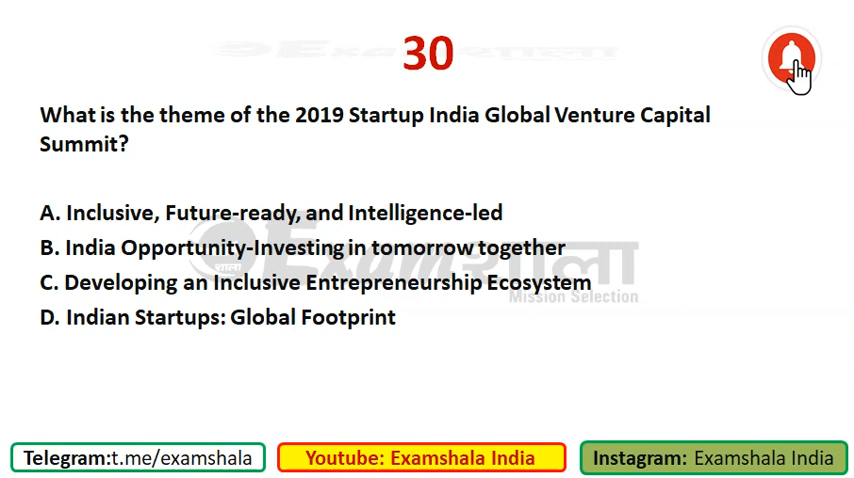 30
What is the theme of the 2019 Startup India Global Venture Capital
Summit?
A. Inclusive, Future-ready, and Intelligence-led
B. India Opportunity-Investing in tomorrow together
C. Developing an Inclusive Entrepreneurship Ecosystem
D. Indian Startups: Global Footprint
Examशाला
शाला
Mission Selection
Telegram:t.me/examshala
Youtube: Examshala India
Instagram: Examshala India